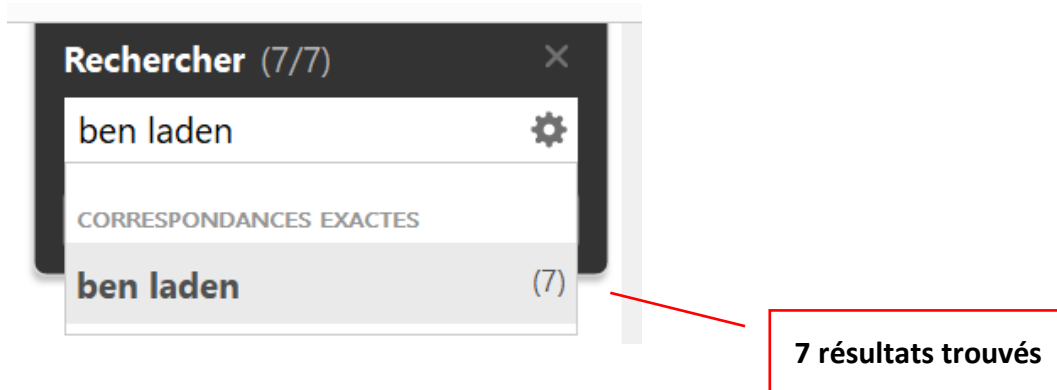 Rechercher (7/7)
ben laden
CORRESPONDANCES EXACTES
ben laden (7)
7 résultats trouvés